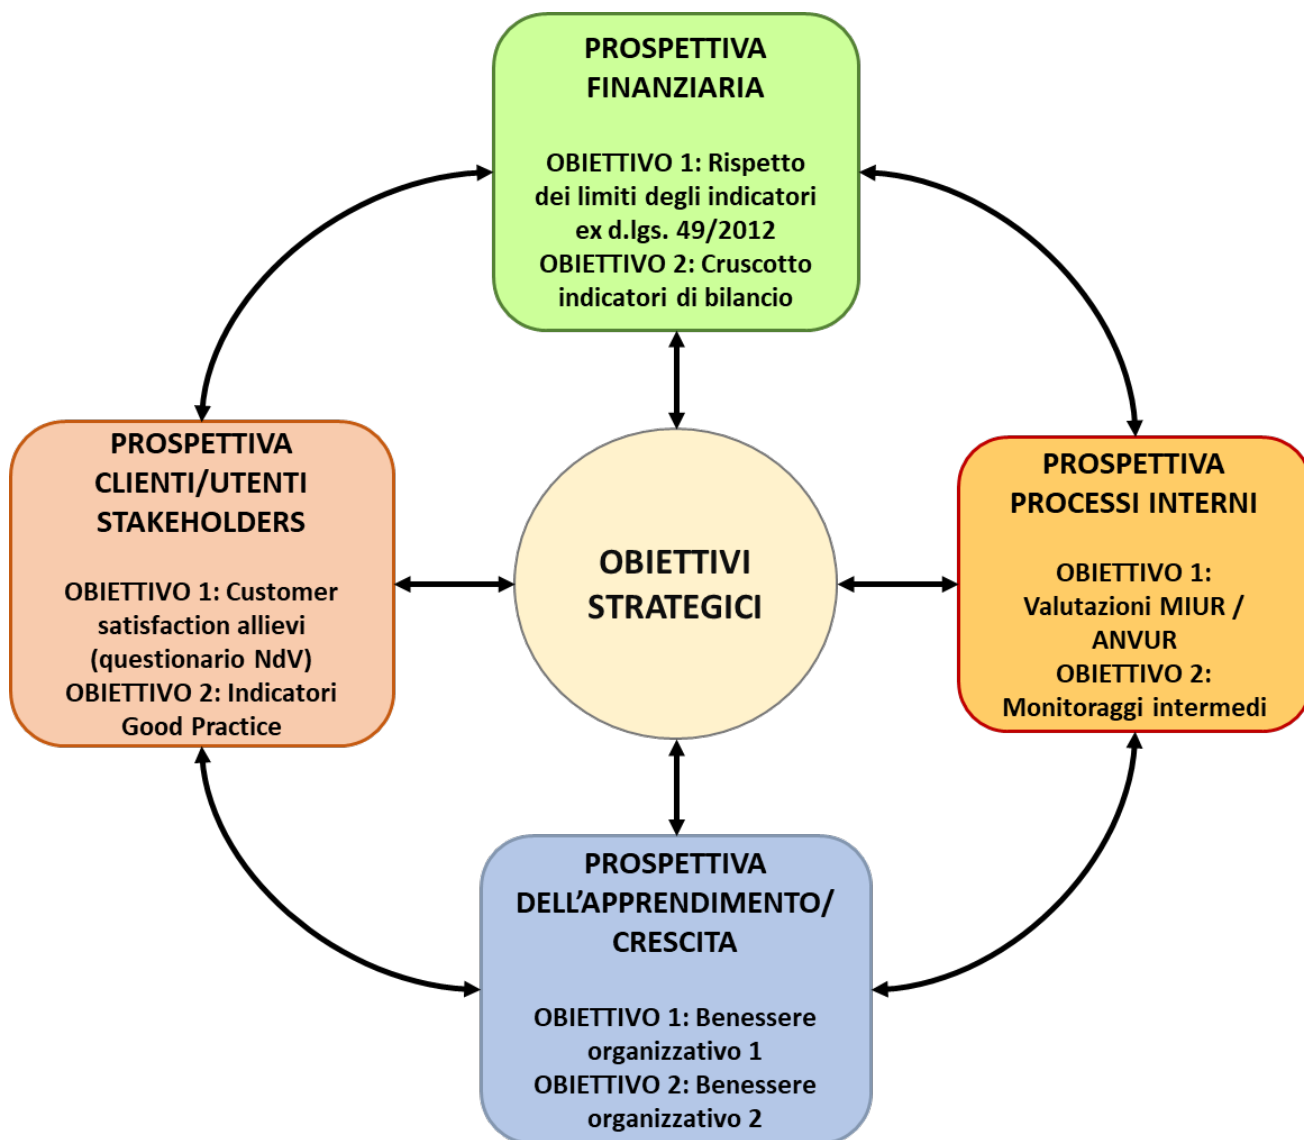 PROSPETTIVA
FINANZIARIA
OBIETTIVO 1: Rispetto
dei limiti degli indicatori
ex d.lgs. 49/2012
OBIETTIVO 2: Cruscotto
indicatori di bilancio
PROSPETTIVA
CLIENTI/UTENTI
STAKEHOLDERS
OBIETTIVO 1: Customer
satisfaction allievi
(questionario NdV)
OBIETTIVO 2: Indicatori
Good Practice
OBIETTIVI
STRATEGICI
PROSPETTIVA
PROCESSI INTERNI
OBIETTIVO 1:
Valutazioni MIUR /
ANVUR
OBIETTIVO 2:
Monitoraggi intermedi
PROSPETTIVA
DELL’APPRENDIMENTO/
CRESCITA
OBIETTIVO 1: Benessere
organizzativo 1
OBIETTIVO 2: Benessere
organizzativo 2